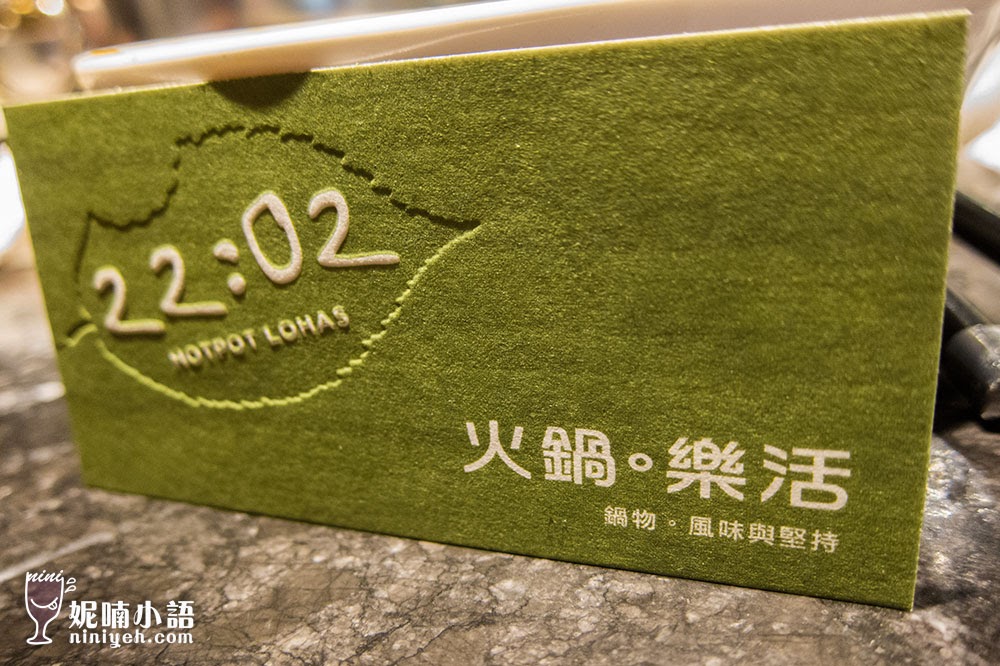 22:02
HOTPOT LOHAS
火鍋。樂活
鍋物。風味與堅持
nini
妮喃小語
niniyeh.com